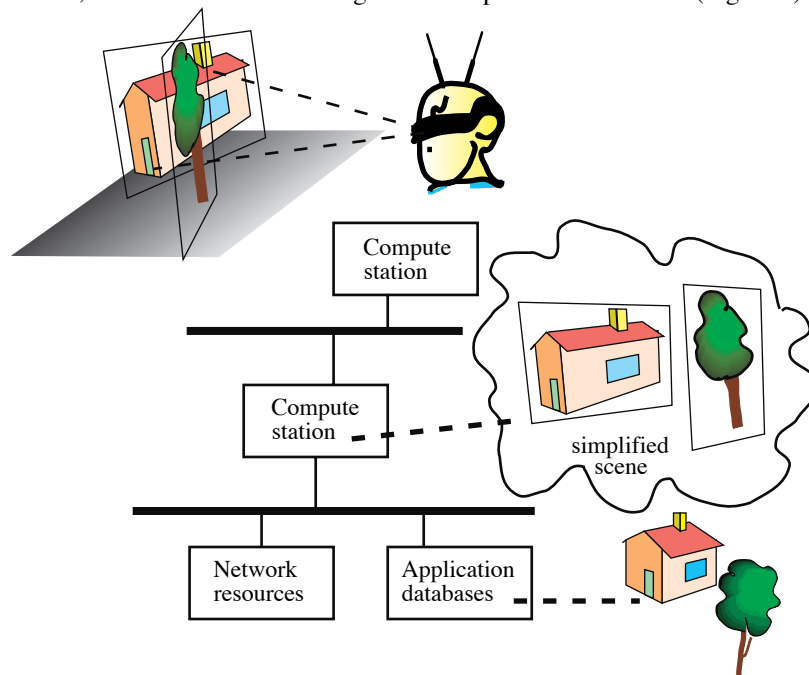 Compute
station
Compute
station
simplified
scene
Network
resources
Application
databases